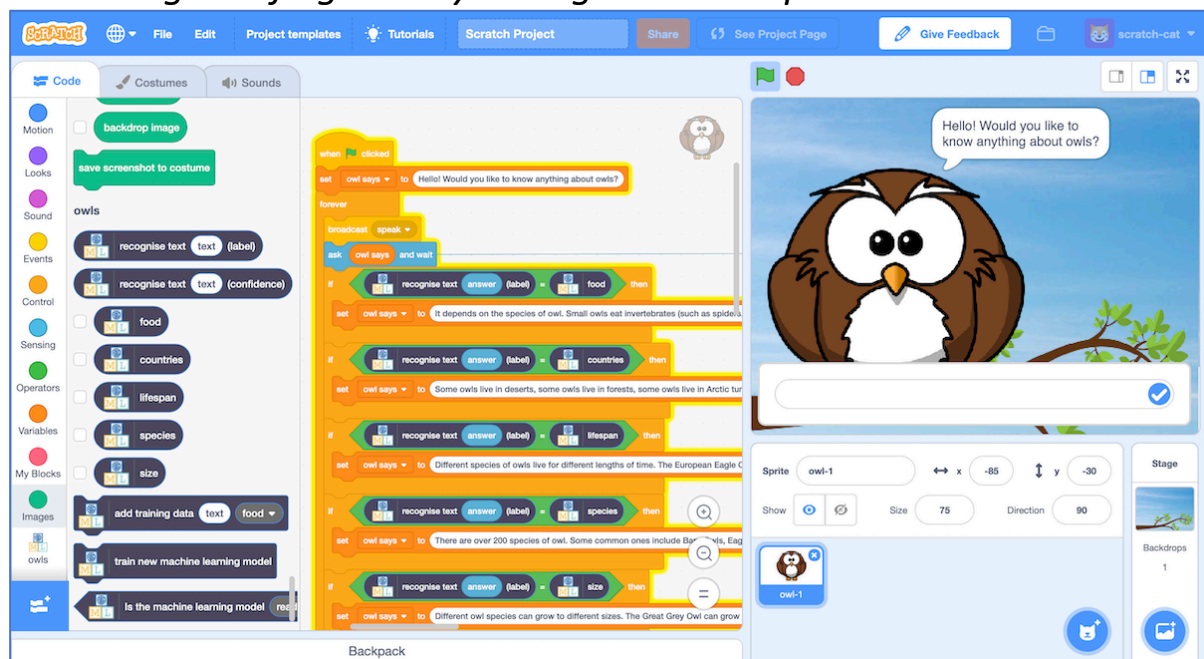 SCRATCH File Edit Project templates Tutorials Scratch Project Share See Project Page Give Feedback scratch-cat
Code Costumes Sounds
Motion
Looks
Sound
Events
Control
Sensing
Operators
Variables
My Blocks
Images
owls
backdrop image
save screenshot to costume
owls
recognise text text (label)
recognise text text (confidence)
food
countries
lifespan
species
size
add training data text food
train new machine learning model
Is the machine learning model
when clicked
set owl says to Hello! Would you like to know anything about owls?
forever
broadcast speak
ask owl says and wait
if recognise text answer (label) = food then
set owl says to It depends on the species of owl. Small owls eat invertebrates (such as
if recognise text answer (label) = countries then
set owl says to Some owls live in deserts, some owls live in forests, some owls live in Arctic
if recognise text answer (label) = lifespan then
set owl says to Different species of owls live for different lengths of time. The European Eagle
if recognise text answer (label) = species then
set owl says to There are over 200 species of owl. Some common ones include
if recognise text answer (label) = size then
set owl says to Different owl species can grow to different sizes. The Great Grey Owl can grow
Backpack
Hello! Would you like to
know anything about owls?
Sprite owl-1 x -85 y -30
Show Size 75 Direction 90
owl-1
Stage
Backdrops
1